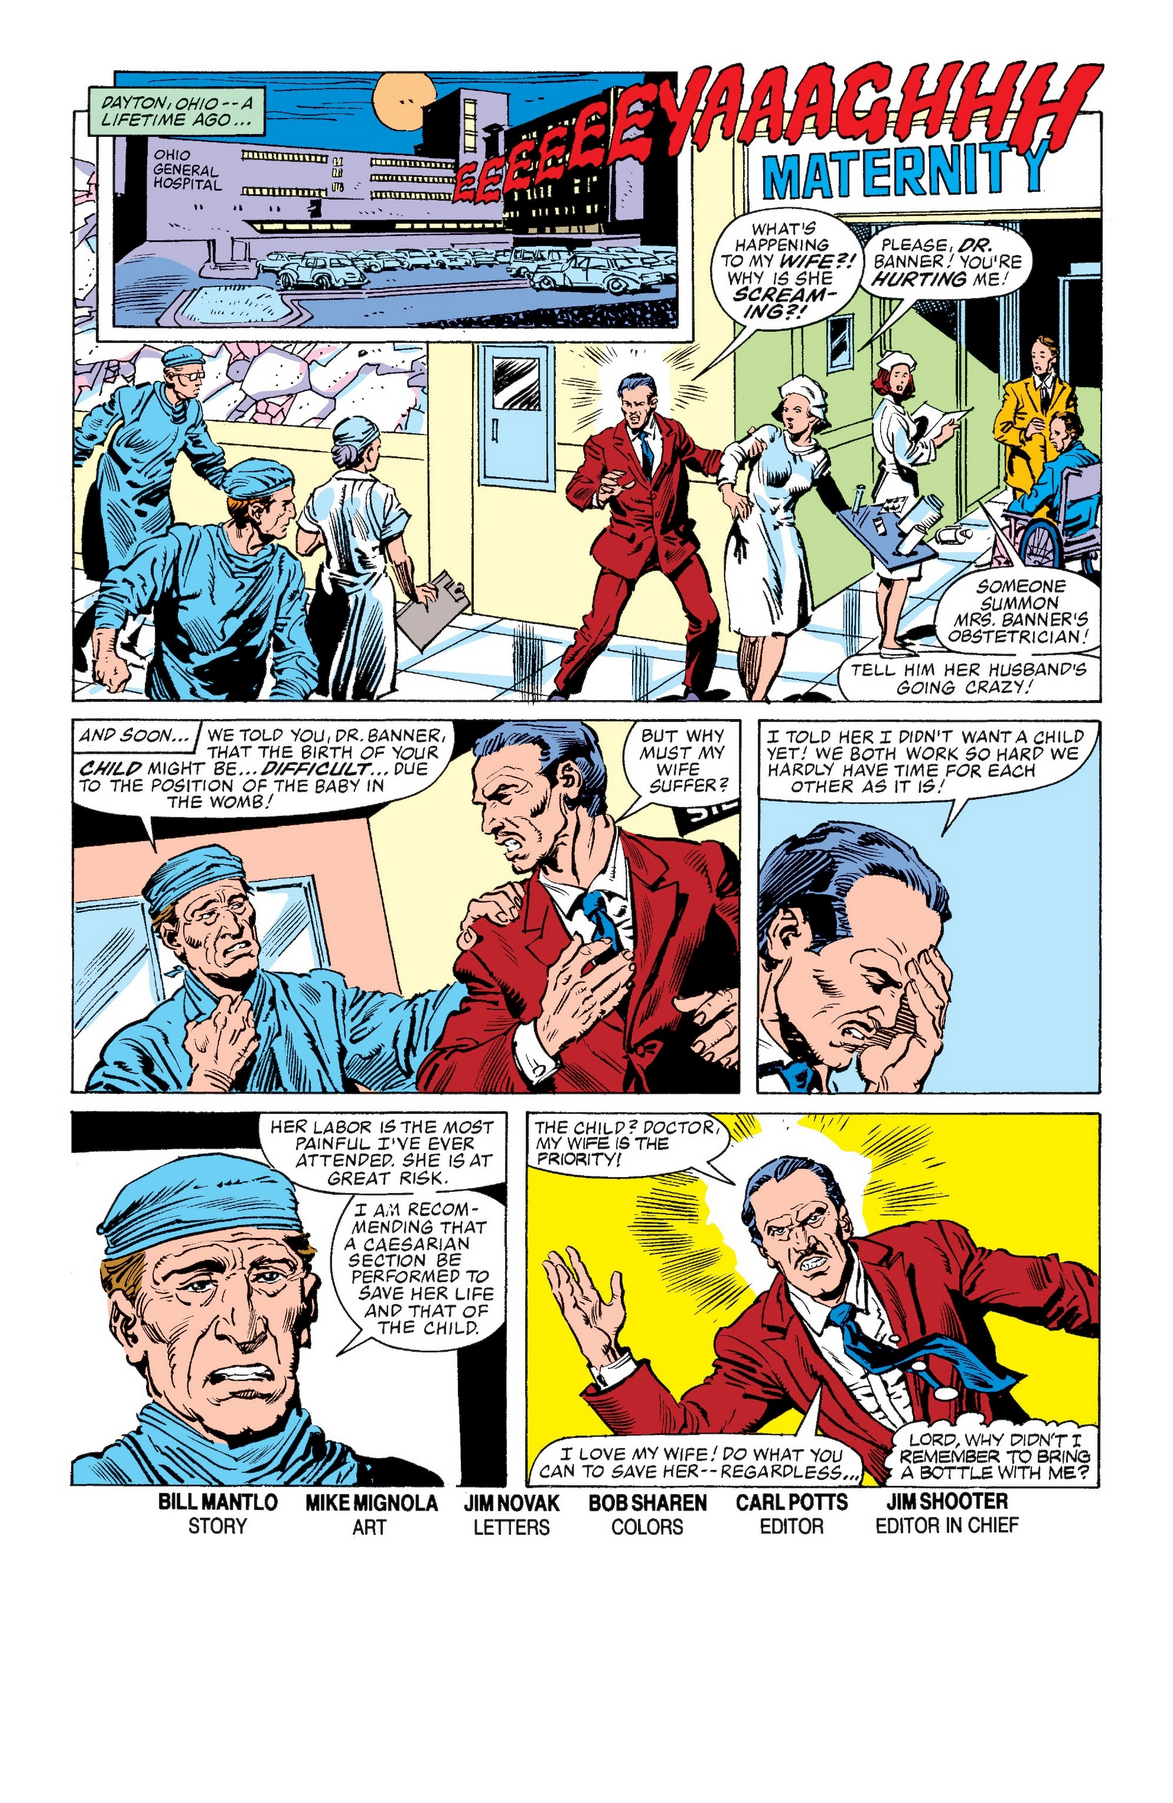 DAYTON, OHIO -- A
LIFETIME AGO...
OHIO
GENERAL
HOSPITAL
EEEEEEEYAAAGHHH
MATERNITY
WHAT'S
HAPPENING
TO MY WIFE?!
WHY IS SHE
SCREAM-
ING?!
PLEASE, DR.
BANNER! YOU'RE
HURTING ME!
SOMEONE
SUMMON
MRS. BANNER'S
OBSTETRICIAN!
TELL HIM HER HUSBAND'S
GOING CRAZY!
AND SOON...
WE TOLD YOU, DR. BANNER,
THAT THE BIRTH OF YOUR
CHILD MIGHT BE... DIFFICULT... DUE
TO THE POSITION OF THE BABY IN
THE WOMB!
BUT WHY
MUST MY
WIFE
SUFFER?
I TOLD HER I DIDN'T WANT A CHILD
YET! WE BOTH WORK SO HARD WE
HARDLY HAVE TIME FOR EACH
OTHER AS IT IS!
HER LABOR IS THE MOST
PAINFUL I'VE EVER
ATTENDED. SHE IS AT
GREAT RISK.
I AM RECOM-
MENDING THAT
A CAESARIAN
SECTION BE
PERFORMED TO
SAVE HER LIFE
AND THAT OF
THE CHILD.
THE CHILD? DOCTOR,
MY WIFE IS THE
PRIORITY!
I LOVE MY WIFE! DO WHAT YOU
CAN TO SAVE HER--REGARDLESS...
LORD, WHY DIDN'T I
REMEMBER TO BRING
A BOTTLE WITH ME?
BILL MANTLO MIKE MIGNOLA JIM NOVAK BOB SHAREN CARL POTTS JIM SHOOTER
STORY ART LETTERS COLORS EDITOR EDITOR IN CHIEF